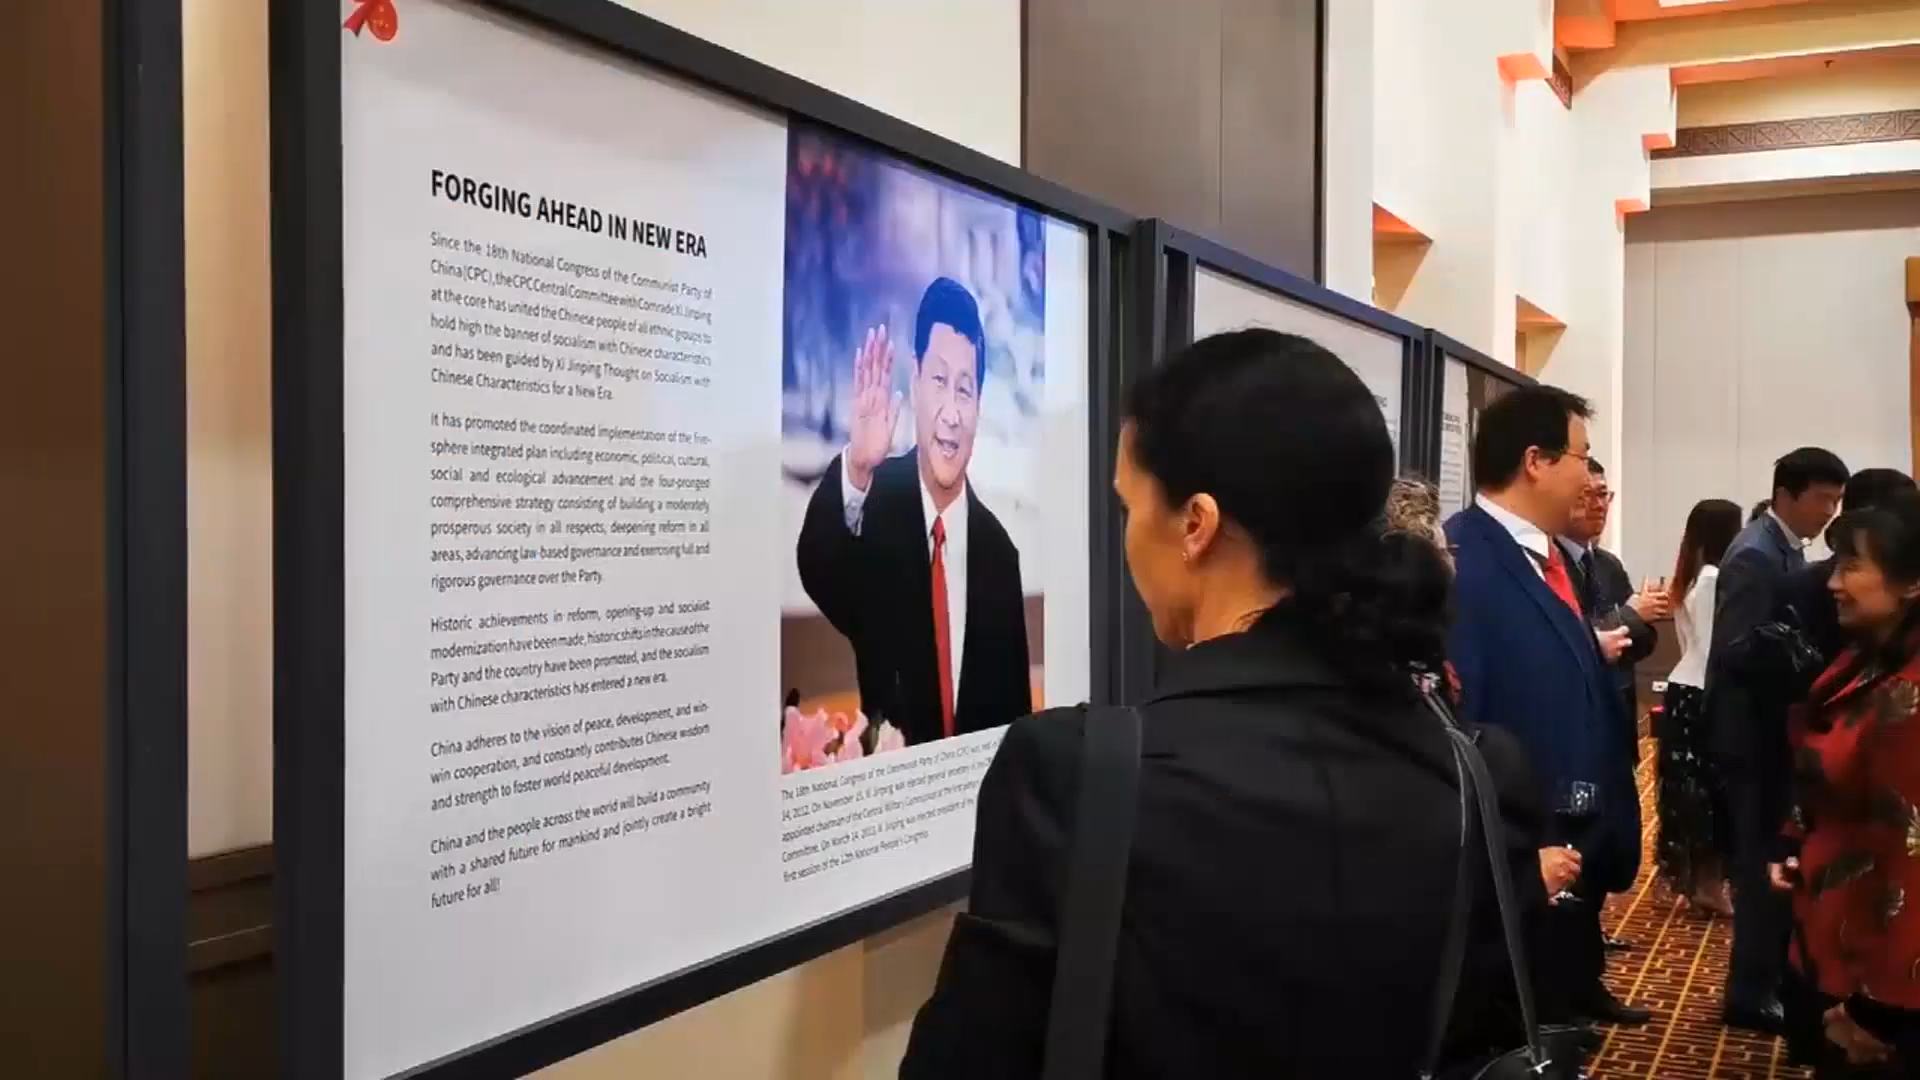 FORGING AHEAD IN NEW ERA
Since the 18th National Congress of the Communist Party of
China (CPC), the CPC Central Committee with Comrade Xi Jinping
at the core has united the Chinese people of all ethnic groups to
hold high the banner of socialism with Chinese characteristics
and has been guided by Xi Jinping Thought on Socialism with
Chinese Characteristics for a New Era.
It has promoted the coordinated implementation of the five-
sphere integrated plan including economic, political, cultural,
social and ecological advancement and the four-pronged
comprehensive strategy consisting of building a moderately
prosperous society in all respects, deepening reform in all
areas, advancing law-based governance and exercising full and
rigorous governance over the Party.
Historic achievements in reform, opening-up and socialist
modernization have been made, historic shifts in the cause of the
Party and the country have been promoted, and the socialism
with Chinese characteristics has entered a new era.
China adheres to the vision of peace, development, and win-
win cooperation, and constantly contributes Chinese wisdom
and strength to foster world peaceful development.
China and the people across the world will build a community
with a shared future for mankind and jointly create a bright
future for all!
The 18th National Congress of the Communist Party of China (CPC) was held
14, 2012. On November 15, Xi Jinping was elected general secretary
appointed chairman of the Central Military Commission at the first
Committee. On March 14, 2013, Xi Jinping was elected president of the
first session of the 12th National People's Congress.